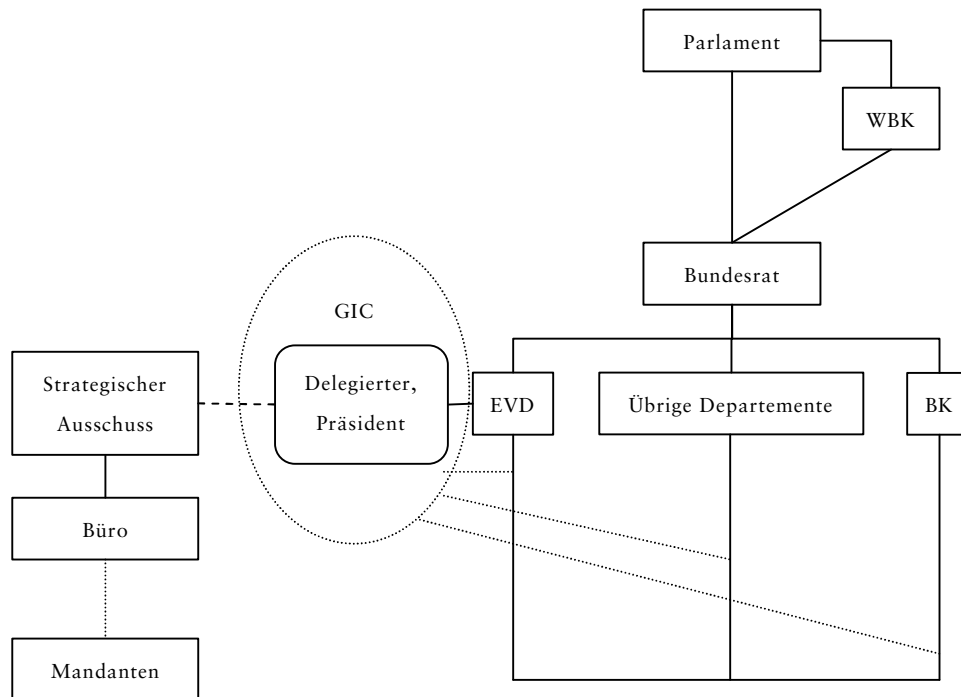 Parlament
WBK
Bundesrat
GIC
Strategischer
Ausschuss
Delegierter,
Präsident
EVD
Übrige Departemente
BK
Büro
Mandanten